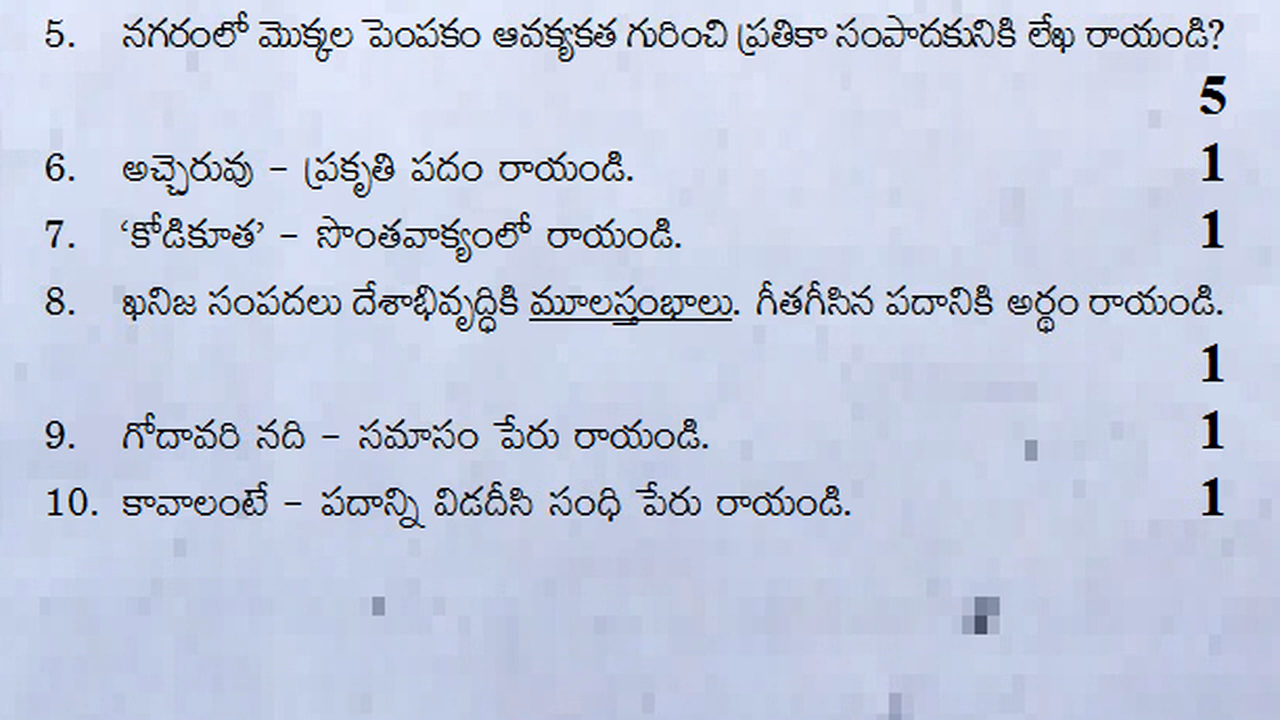 5. నగరంలో మొక్కల పెంపకం ఆవక్యకత గురించి ప్రతికా సంపాదకునికి లేఖ రాయండి?
5
6. అచ్చెరువు – ప్రకృతి పదం రాయండి. 1
7. ‘కోడికూత’ – సొంతవాక్యంలో రాయండి. 1
8. ఖనిజ సంపదలు దేశాభివృద్ధికి మూలస్తంభాలు. గీతగీసిన పదానికి అర్థం రాయండి.
1
9. గోదావరి నది – సమాసం పేరు రాయండి. 1
10. కావాలంటే – పదాన్ని విడదీసి సంధి పేరు రాయండి. 1